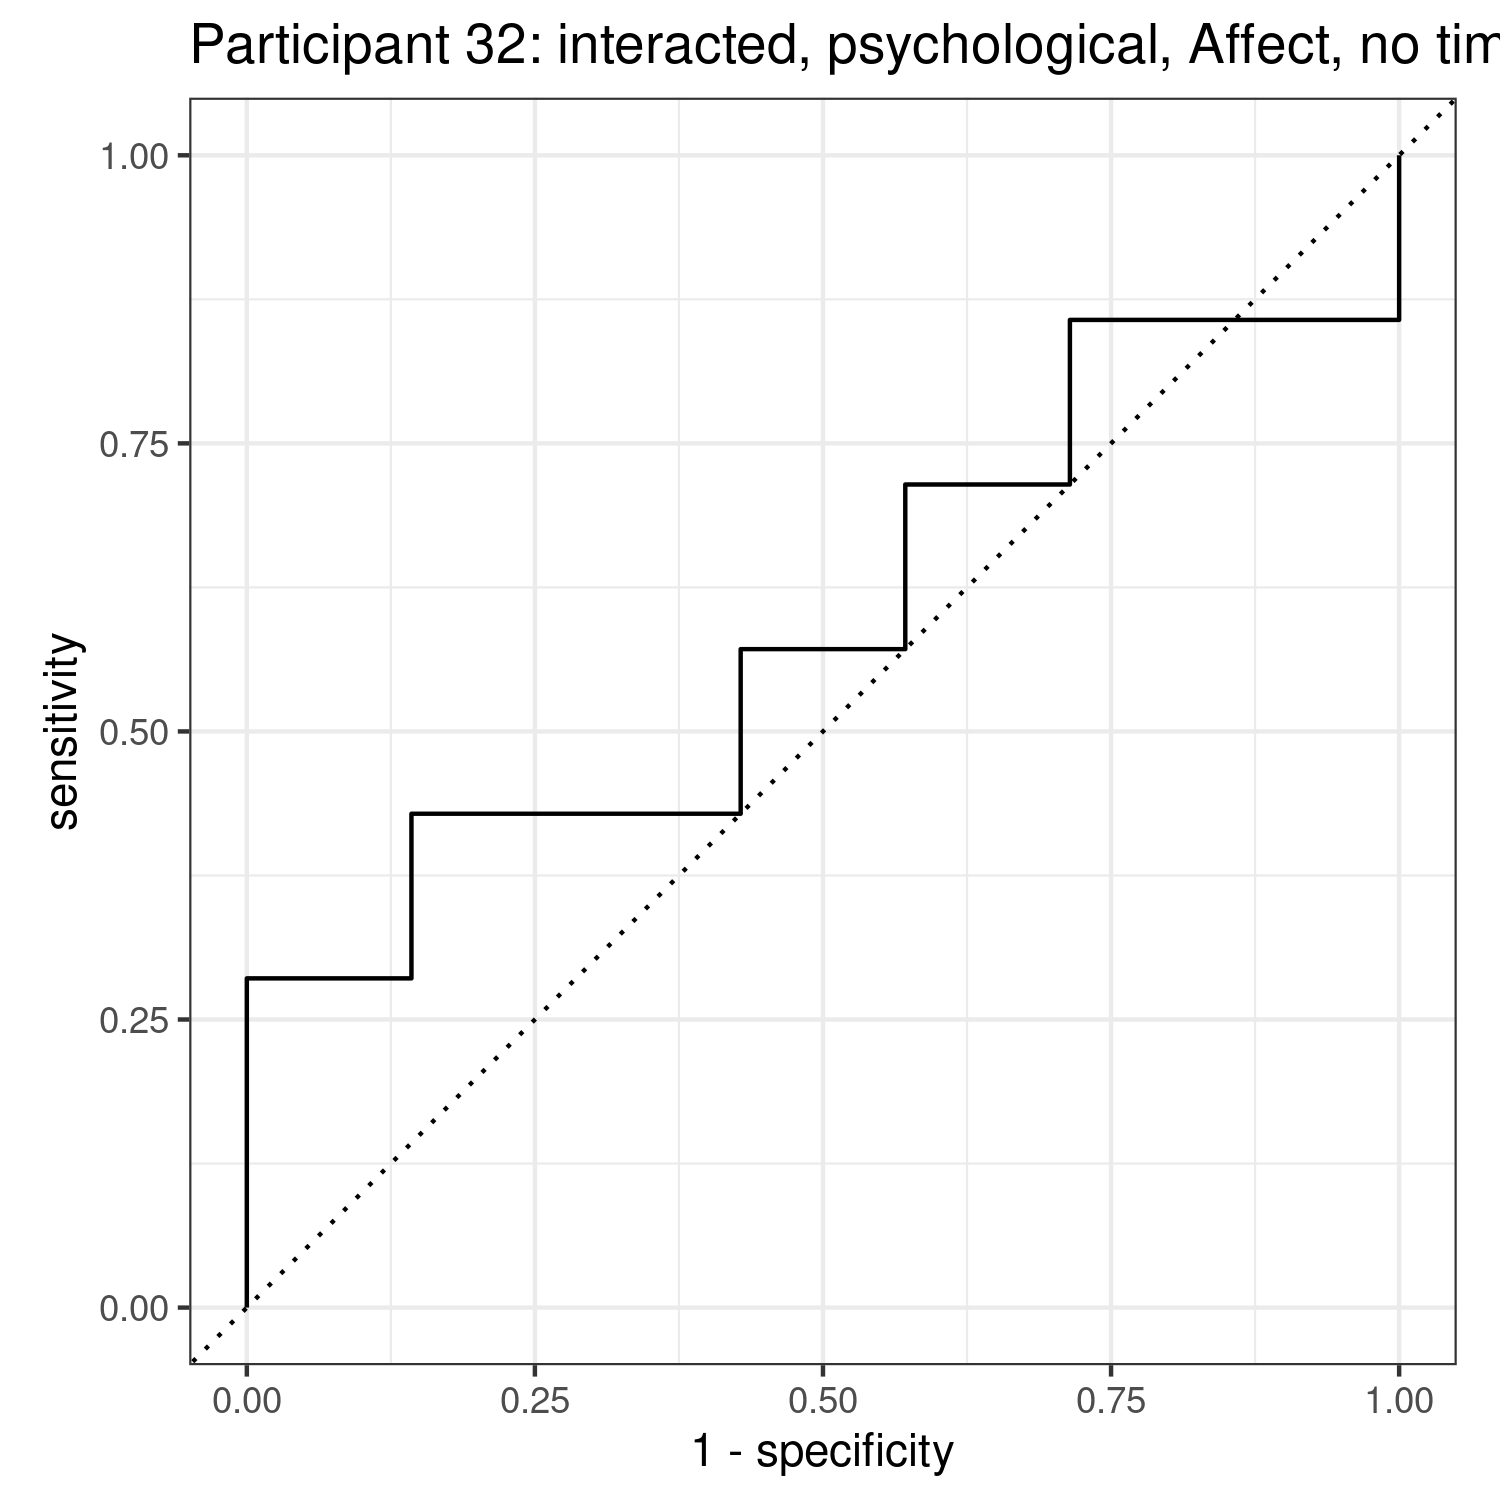 Participant 32: interacted, psychological, Affect, no tim
1.00
0.75
0.50
0.25
0.00
sensitivity
0.00 0.25 0.50 0.75 1.00
1 - specificity